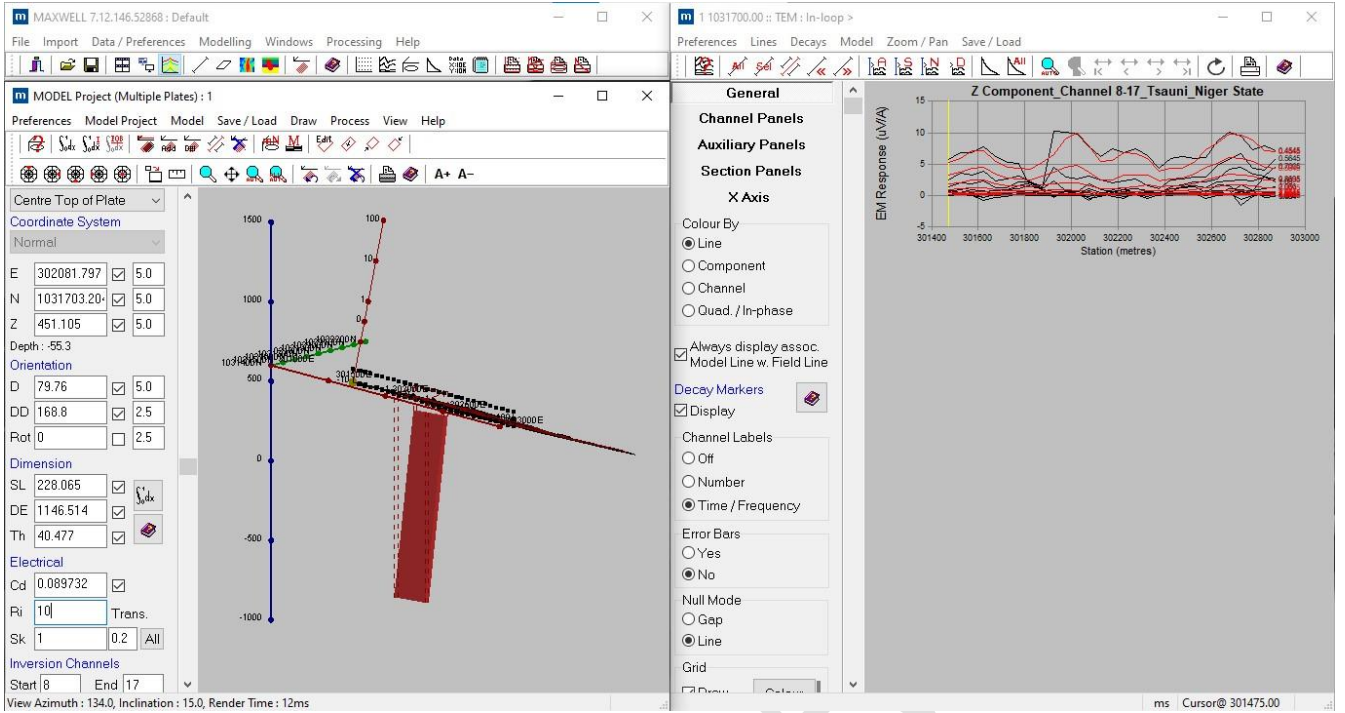 MAXWELL 7.12.146.52868 : Default
File Import Data / Preferences Modelling Windows Processing Help
MODEL Project (Multiple Plates) : 1
Preferences Model Project Model Save / Load Draw Process View Help
A+ A-
Centre Top of Plate
Coordinate System
Normal
E 302081.797 5.0
N 1031703.20 5.0
Z 451.105 5.0
Depth : -55.3
Orientation
D 79.76 5.0
DD 168.8 2.5
Rot 0 2.5
Dimension
SL 228.065
DE 1146.514
Th 40.477
Electrical
Cd 0.089732
Ri 10 Trans.
Sk 1 0.2 All
Inversion Channels
Start 8 End 17
View Azimuth : 134.0, Inclination : 15.0, Render Time : 12ms
1500
1000
500
0
-500
-1000
100
10
1
0
-10
1 1031700.00 :: TEM : In-loop >
Preferences Lines Decays Model Zoom / Pan Save / Load
General
Channel Panels
Auxiliary Panels
Section Panels
X Axis
Colour By
Line
Component
Channel
Quad. / In-phase
Always display assoc.
Model Line w. Field Line
Decay Markers
Display
Channel Labels
Off
Number
Time / Frequency
Error Bars
Yes
No
Null Mode
Gap
Line
Grid
Draw Colour
Z Component_Channel 8-17_Tsauni_Niger State
EM Response (uV/A)
15
10
5
0
-5
0.4545
0.5645
301400 301600 301800 302000 302200 302400 302600 302800 303000
Station (metres)
ms Cursor@ 301475.00